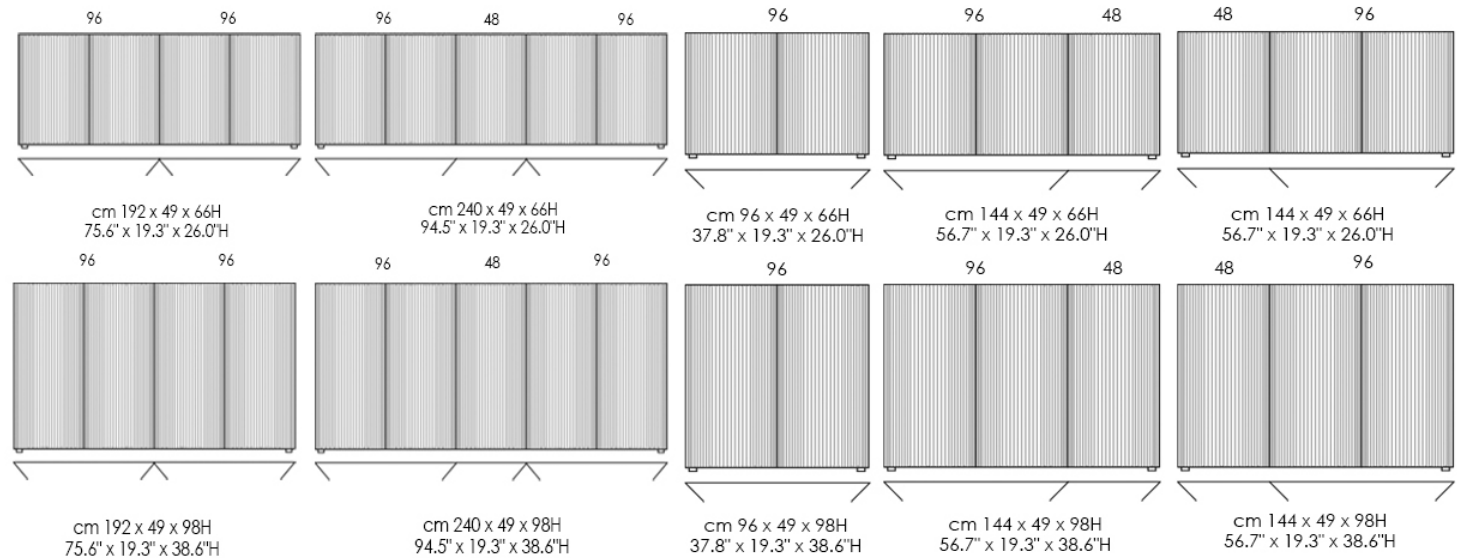 96 96
96 48 96
96
96 48
48 96
cm 192 x 49 x 66H
75.6" x 19.3" x 26.0"H
cm 240 x 49 x 66H
94.5" x 19.3" x 26.0"H
cm 96 x 49 x 66H
37.8" x 19.3" x 26.0"H
cm 144 x 49 x 66H
56.7" x 19.3" x 26.0"H
cm 144 x 49 x 66H
56.7" x 19.3" x 26.0"H
96 96
96 48 96
96
96 48
48 96
cm 192 x 49 x 98H
75.6" x 19.3" x 38.6"H
cm 240 x 49 x 98H
94.5" x 19.3" x 38.6"H
cm 96 x 49 x 98H
37.8" x 19.3" x 38.6"H
cm 144 x 49 x 98H
56.7" x 19.3" x 38.6"H
cm 144 x 49 x 98H
56.7" x 19.3" x 38.6"H